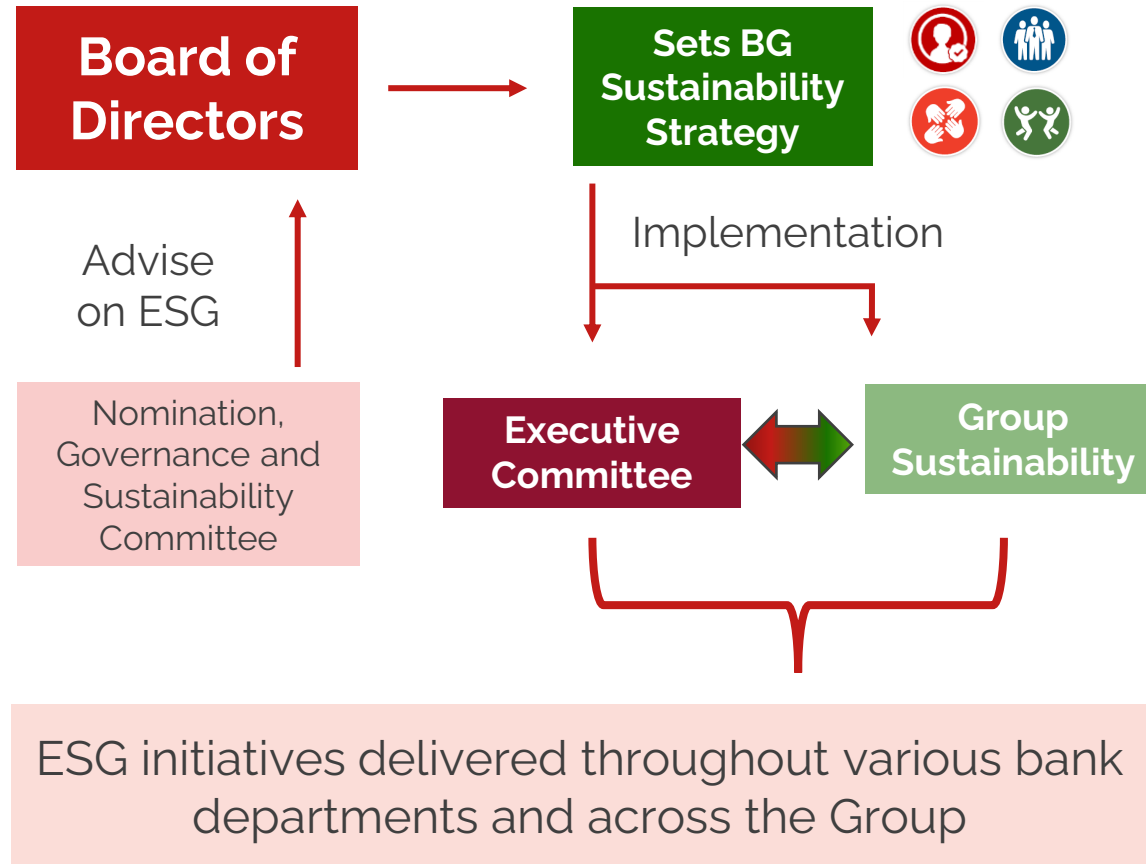 Board of
Directors
Sets BG
Sustainability
Strategy
Advise
on ESG
Implementation
Nomination,
Governance and
Sustainability
Committee
Executive
Committee
Group
Sustainability
ESG initiatives delivered throughout various bank
departments and across the Group